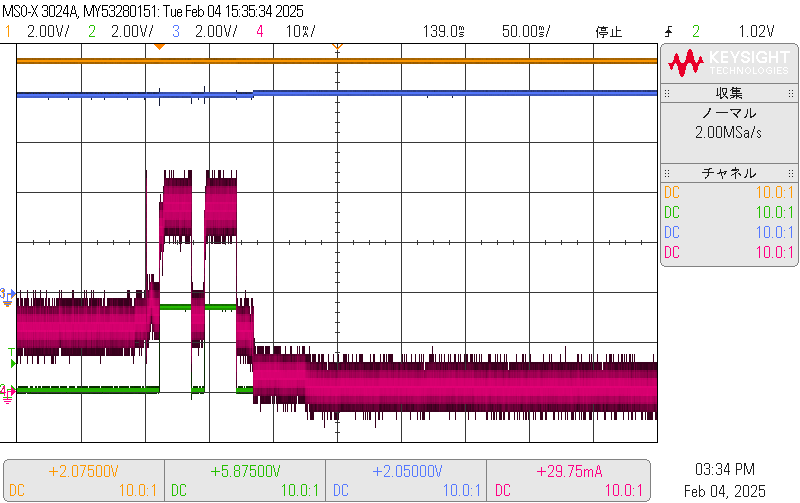 MSO-X 3024A, MY53280151: Tue Feb 04 15:35:34 2025
1 2.00V/ 2 2.00V/ 3 2.00V/ 4 10%/ 139.0s 50.00s/ 停止 2 1.02V
KEYSIGHT
TECHNOLOGIES
収集
ノーマル
2.00MSa/s
チャネル
DC 10.0:1
DC 10.0:1
DC 10.0:1
DC 10.0:1
3
T
4
+2.07500V +5.87500V +2.05000V +29.75mA
DC 10.0:1 DC 10.0:1 DC 10.0:1 DC 10.0:1
03:34 PM
Feb 04, 2025